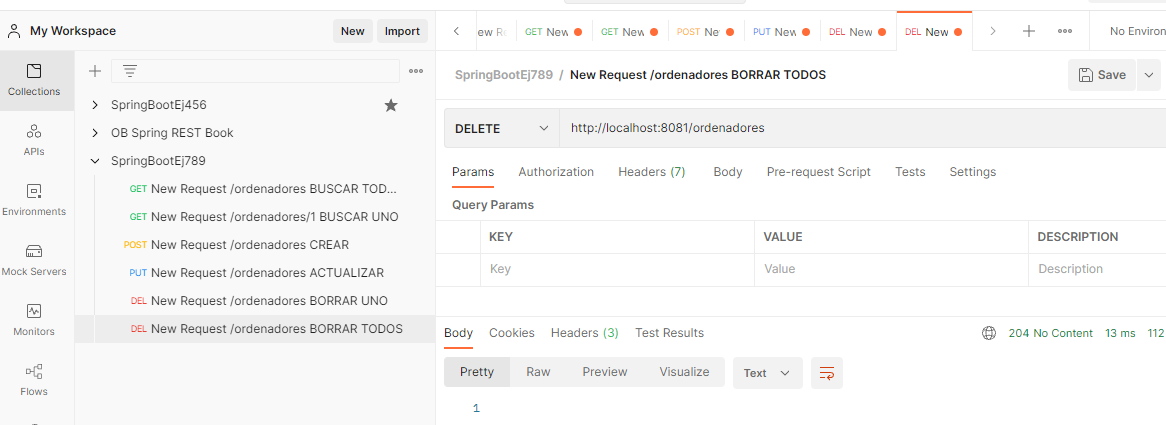 My Workspace
New
Import
Collections
APIs
Environments
Mock Servers
Monitors
Flows
SpringBootEj456
OB Spring REST Book
SpringBootEj789
GET New Request /ordenadores BUSCAR TOD...
GET New Request /ordenadores/1 BUSCAR UNO
POST New Request /ordenadores CREAR
PUT New Request /ordenadores ACTUALIZAR
DEL New Request /ordenadores BORRAR UNO
DEL New Request /ordenadores BORRAR TODOS
ew R GET New GET New POST Ne PUT New DEL New DEL New No Environ
SpringBootEj789 / New Request /ordenadores BORRAR TODOS
Save
DELETE http://localhost:8081/ordenadores
Params Authorization Headers (7) Body Pre-request Script Tests Settings
Query Params
KEY VALUE DESCRIPTION
Key Value Description
Body Cookies Headers (3) Test Results 204 No Content 13 ms 112
Pretty Raw Preview Visualize Text
1